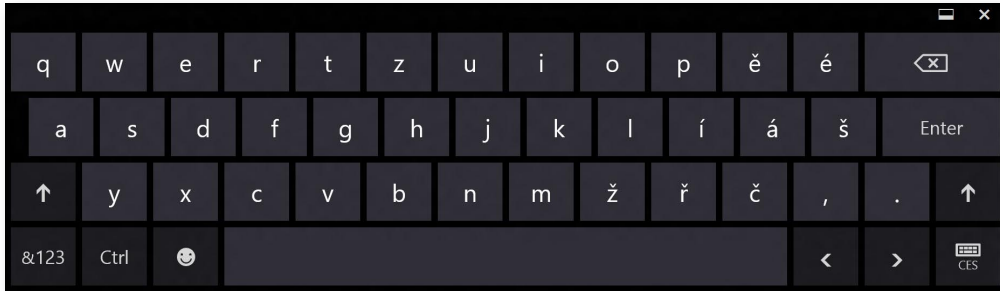 q w e r t z u i o p ě é
a s d f g h j k l í á š Enter
y x c v b n m ž ř č , .
&123 Ctrl CES